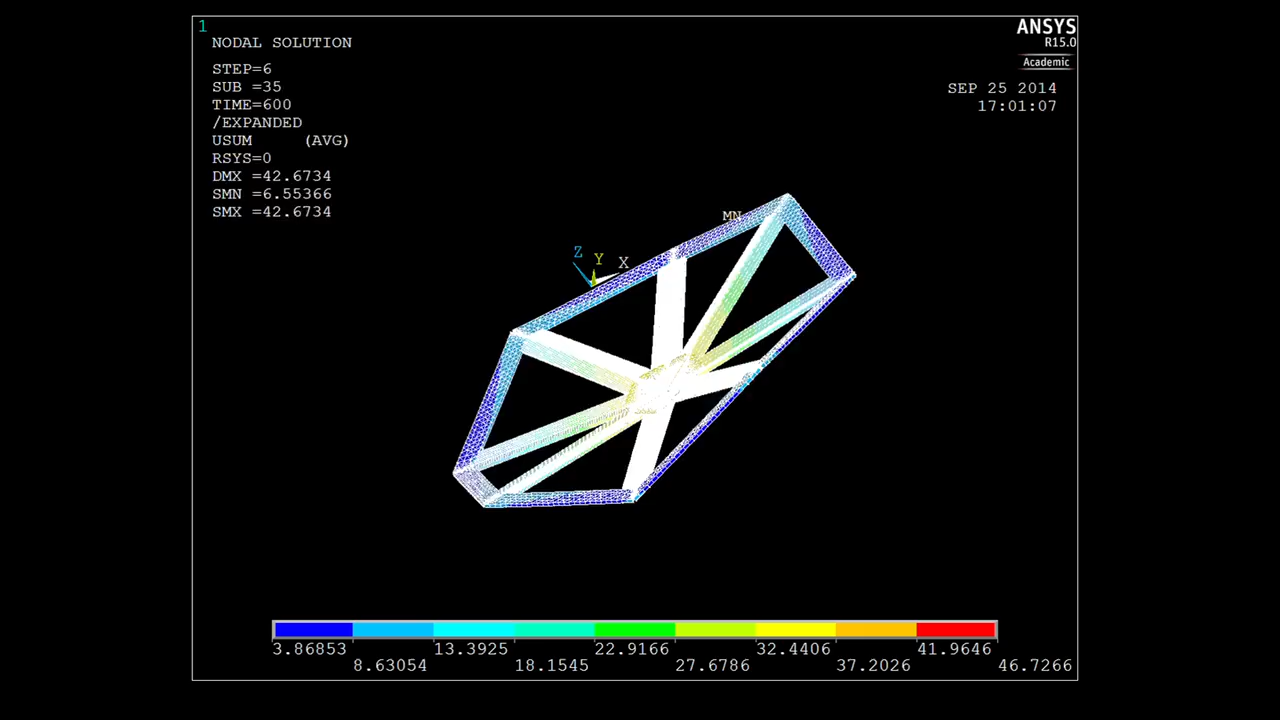 1
NODAL SOLUTION
STEP=6
SUB =35
TIME=600
/EXPANDED
USUM (AVG)
RSYS=0
DMX =42.6734
SMN =6.55366
SMX =42.6734
ANSYS
R15.0
Academic
SEP 25 2014
17:01:07
MN
Z Y X
3.86853 13.3925 22.9166 32.4406 41.9646
8.63054 18.1545 27.6786 37.2026 46.7266